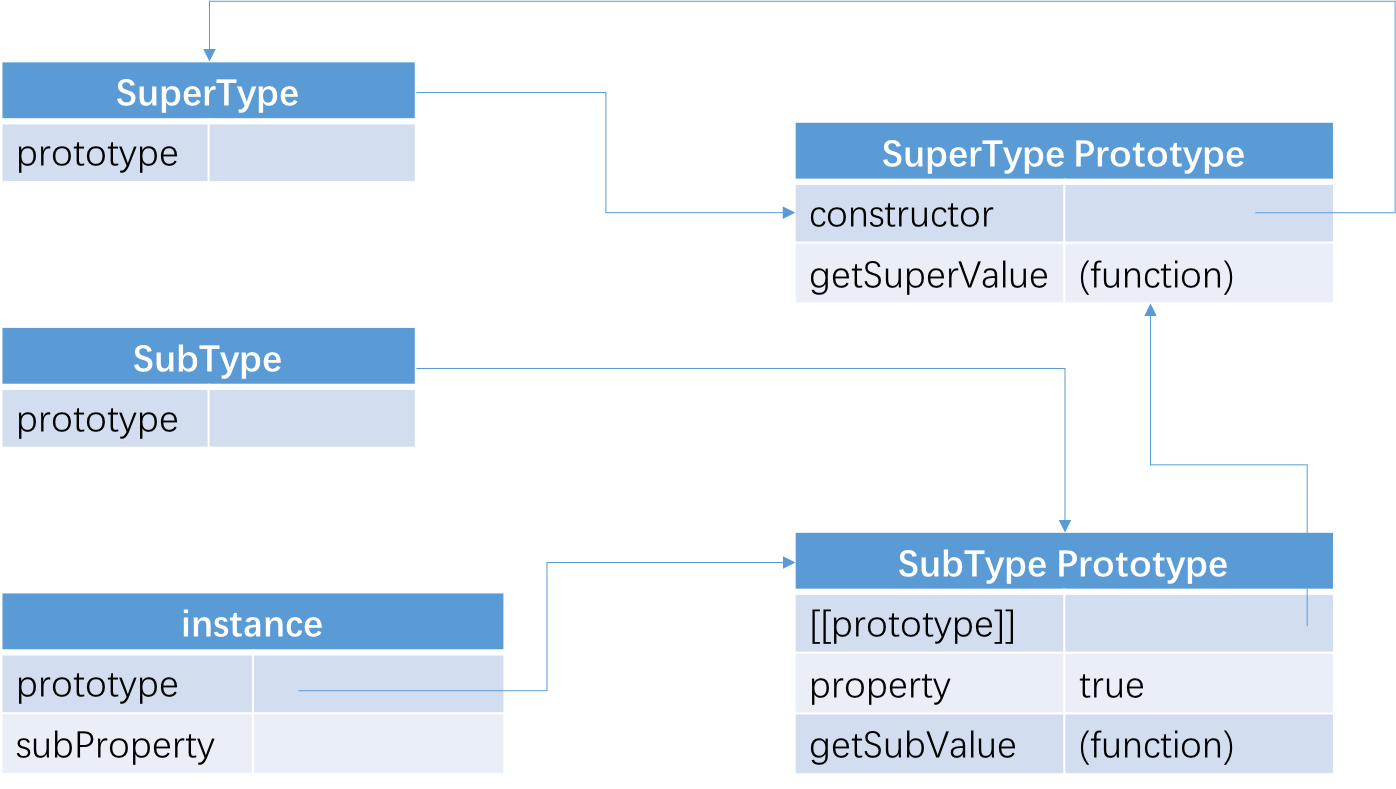 SuperType
prototype
SuperType Prototype
constructor
getSuperValue (function)
SubType
prototype
SubType Prototype
[[prototype]]
property true
getSubValue (function)
instance
prototype
subProperty